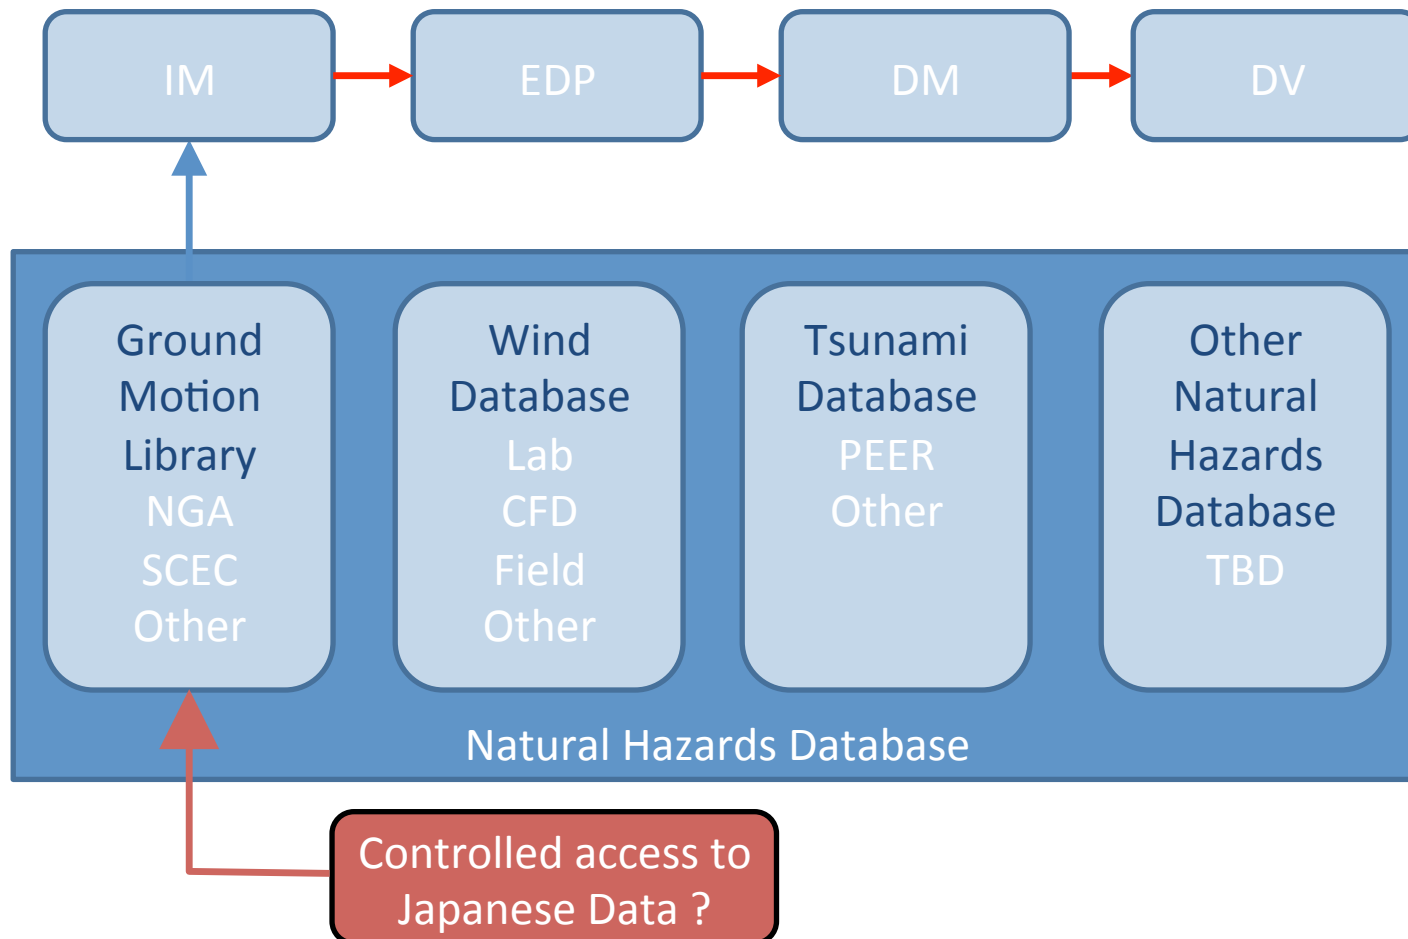 IM
EDP
DM
DV
Ground
Motion
Library
NGA
SCEC
Other
Wind
Database
Lab
CFD
Field
Other
Tsunami
Database
PEER
Other
Other
Natural
Hazards
Database
TBD
Natural Hazards Database
Controlled access to
Japanese Data ?